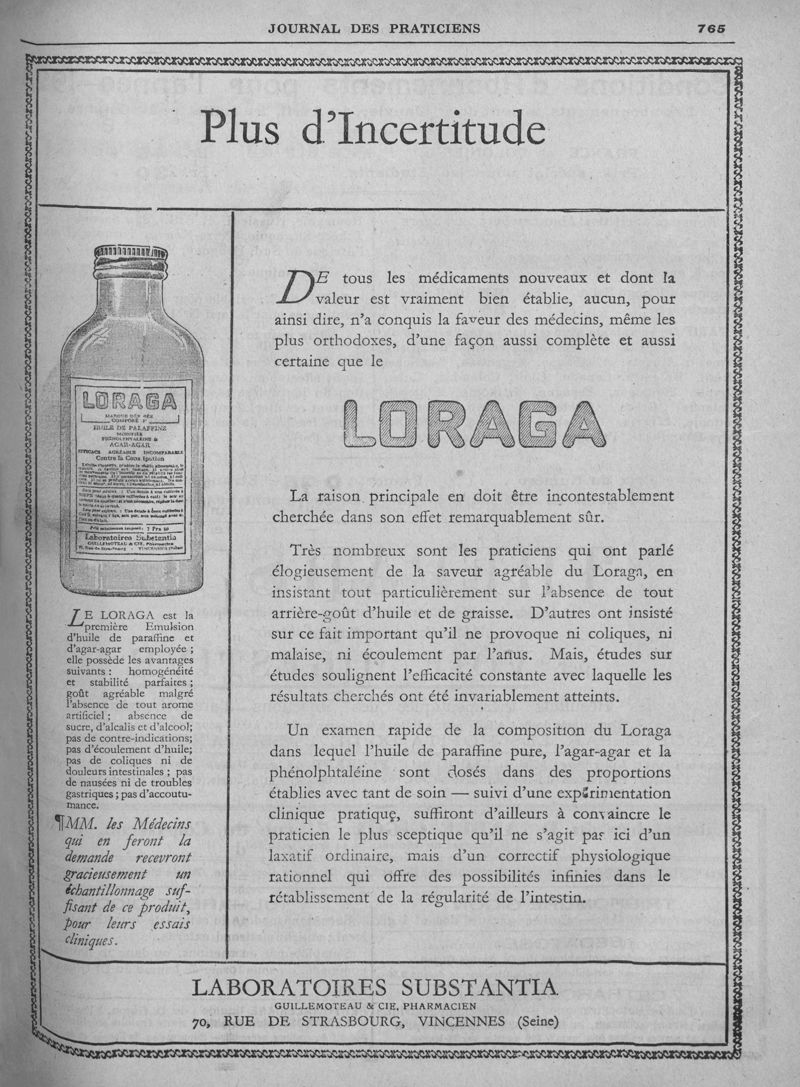 JOURNAL DES PRATICIENS
765
Plus d'Incertitude
LORAGA
COMPOSÉ
HUILE DE PARAFFINE
PHÉNOLPHTALÉINE &
AGAR-AGAR
EFFICACE AGRÉABLE INCOMPARABLE
Contre la Constipation
Laboratoires Substantia
GUILLEMOTEAU & CIE, Pharmacien
LE LORAGA est la
première Emulsion
d'huile de paraffine et
d'agar-agar employée ;
elle possède les avantages
suivants : homogénéité
et stabilité parfaites ;
goût agréable malgré
l'absence de tout arome
artificiel ; absence de
sucre, d'alcalis et d'alcool;
pas de contre-indications;
pas d'écoulement d'huile;
pas de coliques ni de
douleurs intestinales ; pas
de nausées ni de troubles
gastriques ; pas d'accoutu-
mance.
¶MM. les Médecins
qui en feront la
demande recevront
gracieusement un
échantillonnage suf-
fisant de ce produit,
pour leurs essais
cliniques.
DE tous les médicaments nouveaux et dont la
valeur est vraiment bien établie, aucun, pour
ainsi dire, n'a conquis la faveur des médecins, même les
plus orthodoxes, d'une façon aussi complète et aussi
certaine que le
LORAGA
La raison principale en doit être incontestablement
cherchée dans son effet remarquablement sûr.
Très nombreux sont les praticiens qui ont parlé
élogieusement de la saveur agréable du Loraga, en
insistant tout particulièrement sur l'absence de tout
arrière-goût d'huile et de graisse. D'autres ont insisté
sur ce fait important qu'il ne provoque ni coliques, ni
malaise, ni écoulement par l'anus. Mais, études sur
études soulignent l'efficacité constante avec laquelle les
résultats cherchés ont été invariablement atteints.
Un examen rapide de la composition du Loraga
dans lequel l'huile de paraffine pure, l'agar-agar et la
phénolphtaléine sont dosés dans des proportions
établies avec tant de soin — suivi d'une expérimentation
clinique pratique, suffiront d'ailleurs à convaincre le
praticien le plus sceptique qu'il ne s'agit pas ici d'un
laxatif ordinaire, mais d'un correctif physiologique
rationnel qui offre des possibilités infinies dans le
rétablissement de la régularité de l'intestin.
LABORATOIRES SUBSTANTIA
GUILLEMOTEAU & CIE, PHARMACIEN
70, RUE DE STRASBOURG, VINCENNES (Seine)